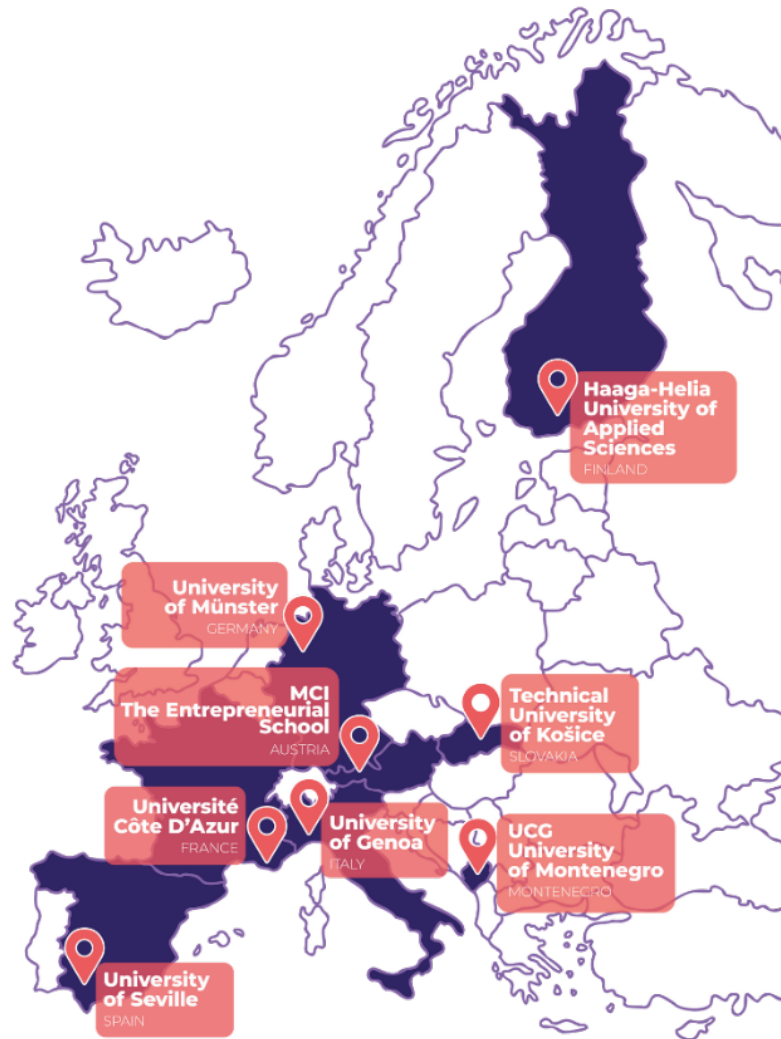 Haaga-Helia
University of
Applied
Sciences
FINLAND
University
of Münster
GERMANY
MCI
The Entrepreneurial
School
AUSTRIA
Technical
University
of Košice
SLOVAKIA
Université
Côte D'Azur
FRANCE
University
of Genoa
ITALY
UCG
University
of Montenegro
MONTENEGRO
University
of Seville
SPAIN